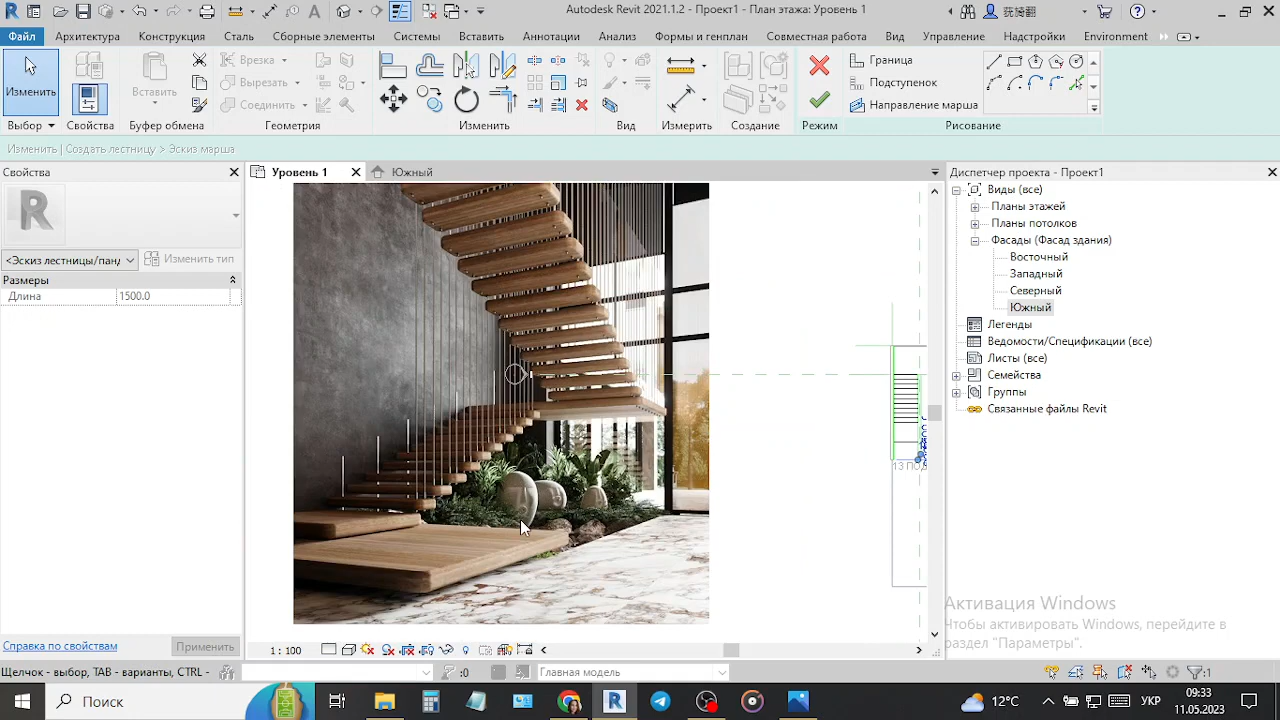 Autodesk Revit 2021.1.2 - Проект1 - План этажа: Уровень 1
Файл Архитектура Конструкция Сталь Сборные элементы Системы Вставить Аннотации Анализ Формы и генплан Совместная работа Вид Управление Надстройки Environment
Изменить
Вставить
Врезка
Вырезать
Соединить
Граница
Подступок
Направление марша
Выбор Свойства Буфер обмена Геометрия Изменить Вид Измерить Создание Режим Рисование
Изменить | Создать лестницу > Эскиз марша
Свойства
R
<Эскиз лестницы/панд
Изменить тип
Размеры
Длина 1500.0
Справка по свойствам
Применить
Уровень 1
Южный
Диспетчер проекта - Проект1
Виды (все)
Планы этажей
Планы потолков
Фасады (Фасад здания)
Восточный
Западный
Северный
Южный
Легенды
Ведомости/Спецификации (все)
Листы (все)
Семейства
Группы
Связанные файлы Revit
Активация Windows
Чтобы активировать Windows, перейдите в
раздел "Параметры".
: 100
Щелчок - выбор, TAB - варианты, CTRL -
:0
Главная модель
:1
Поиск
12°C
УКР
09:33
11.05.2023